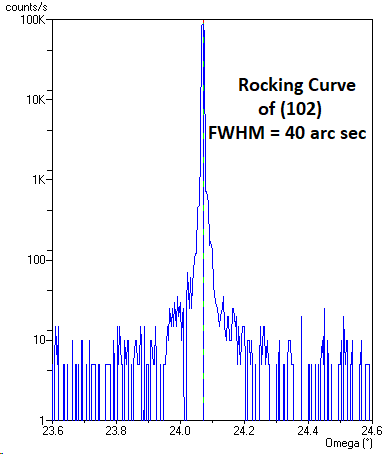 counts/s
100K
Rocking Curve
10K
of (102)
FWHM = 40 arc sec
1K
100
10
1
23.6 23.8 24.0 24.2 24.4 24.6
Omega (°)